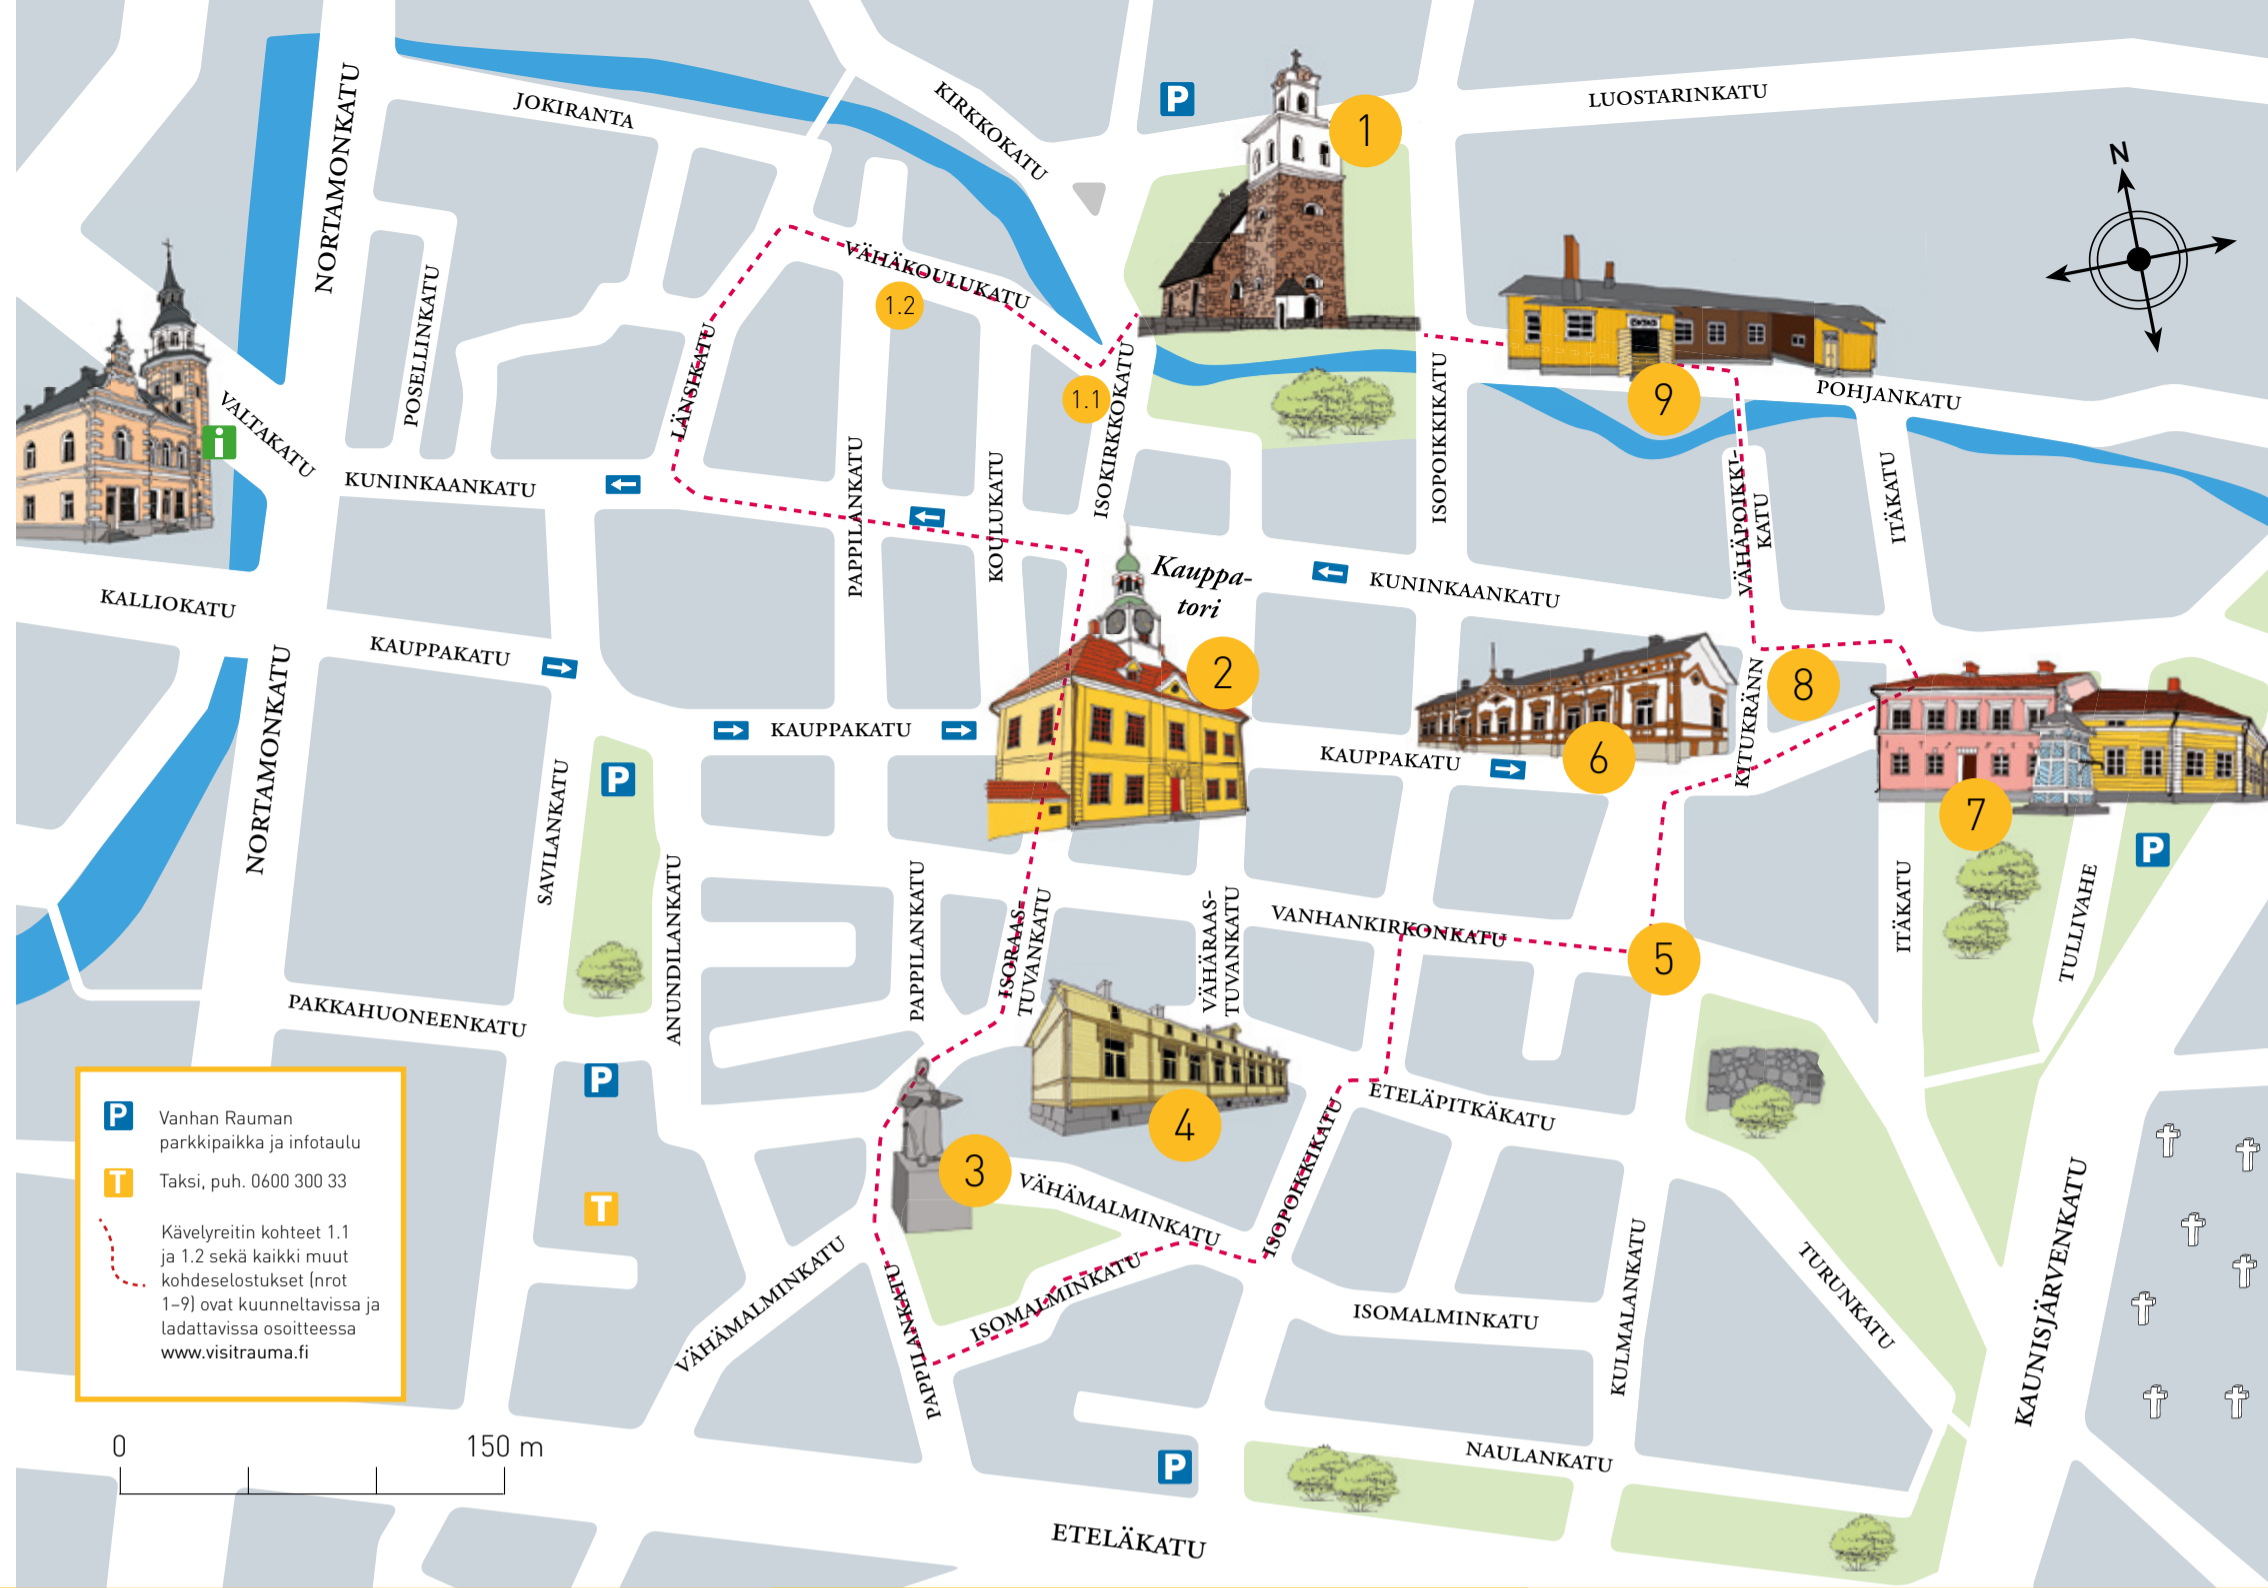 NORTAMONKATU
JOKIRANTA
KIRKKOKATU
P
1
LUOSTARINKATU
N
VÄHÄKOULUKATU
1.2
POSELLINKATU
LÄNSIKATU
1.1
ISOKIRKKOKATU
ISOPOIKKIKATU
9
POHJANKATU
VALTAKATU
i
KUNINKAANKATU
PAPPILANKATU
KOULUKATU
VÄHÄPOIKKI-
KATU
ITÄKATU
Kauppa-
tori
KUNINKAANKATU
KALLIOKATU
KAUPPAKATU
NORTAMONKATU
2
KITUKRÄNN
8
KAUPPAKATU
KAUPPAKATU
6
7
P
SAVILANKATU
P
ANUNDILANKATU
PAPPILANKATU
ISORAAS-
TUVANKATU
VÄHÄRAAS-
TUVANKATU
VANHANKIRKONKATU
5
ITÄKATU
TULLIVAHE
PAKKAHUONEENKATU
P
4
ETELÄPITKÄKATU
3
VÄHÄMALMINKATU
ISOPOIKKIKATU
T
VÄHÄMALMINKATU
PAPPILANKATU
ISOMALMINKATU
ISOMALMINKATU
KULMALANKATU
TURUNKATU
KAUNISJÄRVENKATU
P
NAULANKATU
ETELÄKATU
P
Vanhan Rauman
parkkipaikka ja infotaulu
T
Taksi, puh. 0600 300 33
Kävelyreitin kohteet 1.1
ja 1.2 sekä kaikki muut
kohdeselostukset (nrot
1–9) ovat kuunneltavissa ja
ladattavissa osoitteessa
www.visitrauma.fi
0
150 m